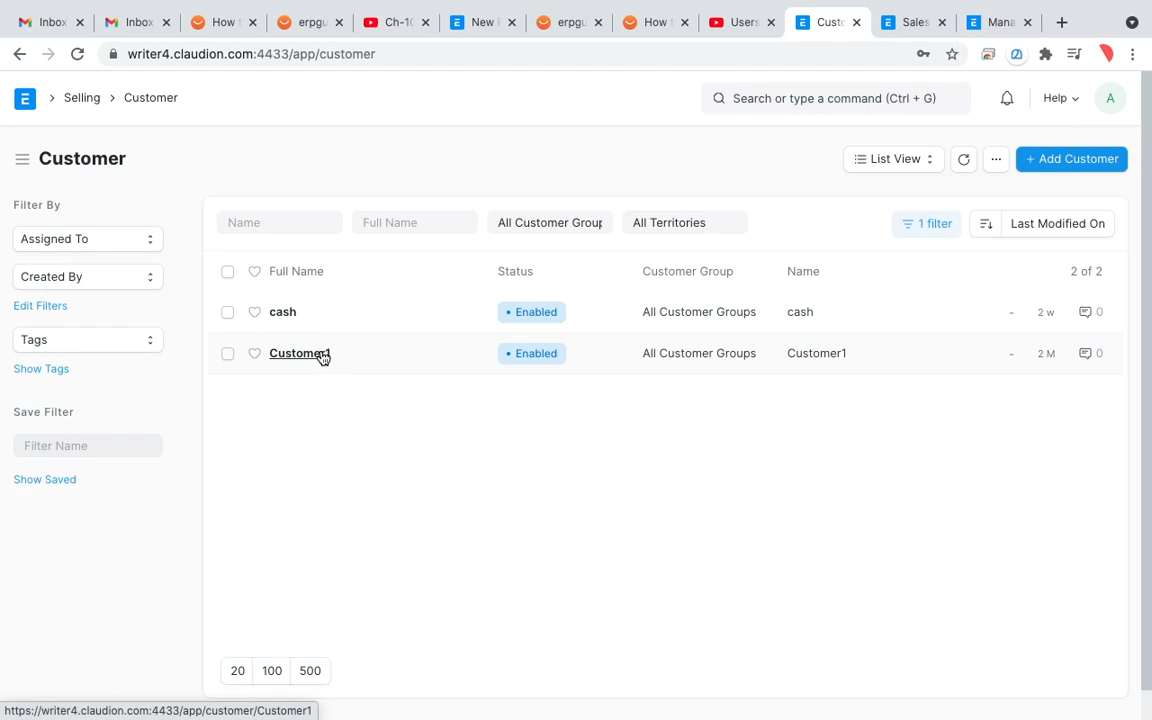 Inbox
Inbox
How t
erpgu
Ch-10
New F
erpgu
How t
Users
Custo
Sales
Mana
writer4.claudion.com:4433/app/customer
E
Selling
Customer
Search or type a command (Ctrl + G)
Help
A
Customer
List View
+ Add Customer
Filter By
Assigned To
Created By
Edit Filters
Tags
Show Tags
Save Filter
Filter Name
Show Saved
Name
Full Name
All Customer Group
All Territories
1 filter
Last Modified On
Full Name
Status
Customer Group
Name
2 of 2
cash
Enabled
All Customer Groups
cash
-
2 w
0
Customer1
Enabled
All Customer Groups
Customer1
-
2 M
0
20
100
500
https://writer4.claudion.com:4433/app/customer/Customer1